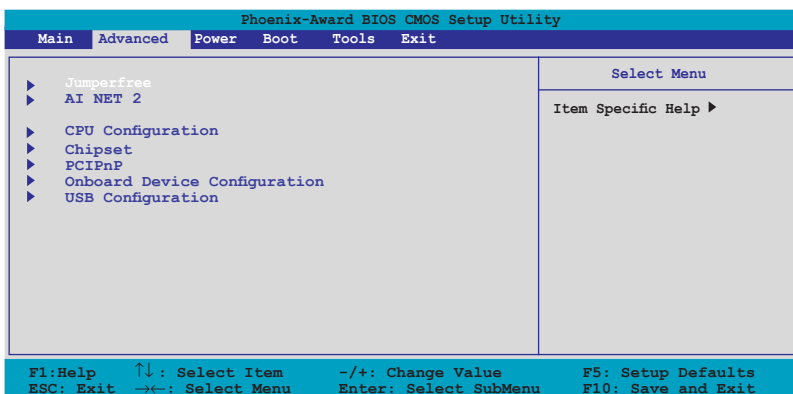 Phoenix-Award BIOS CMOS Setup Utility
Main Advanced Power Boot Tools Exit
Jumperfree
AI NET 2
CPU Configuration
Chipset
PCIPnP
Onboard Device Configuration
USB Configuration
Select Menu
Item Specific Help ▶
F1:Help ↑↓: Select Item -/+: Change Value F5: Setup Defaults
ESC: Exit →←: Select Menu Enter: Select SubMenu F10: Save and Exit